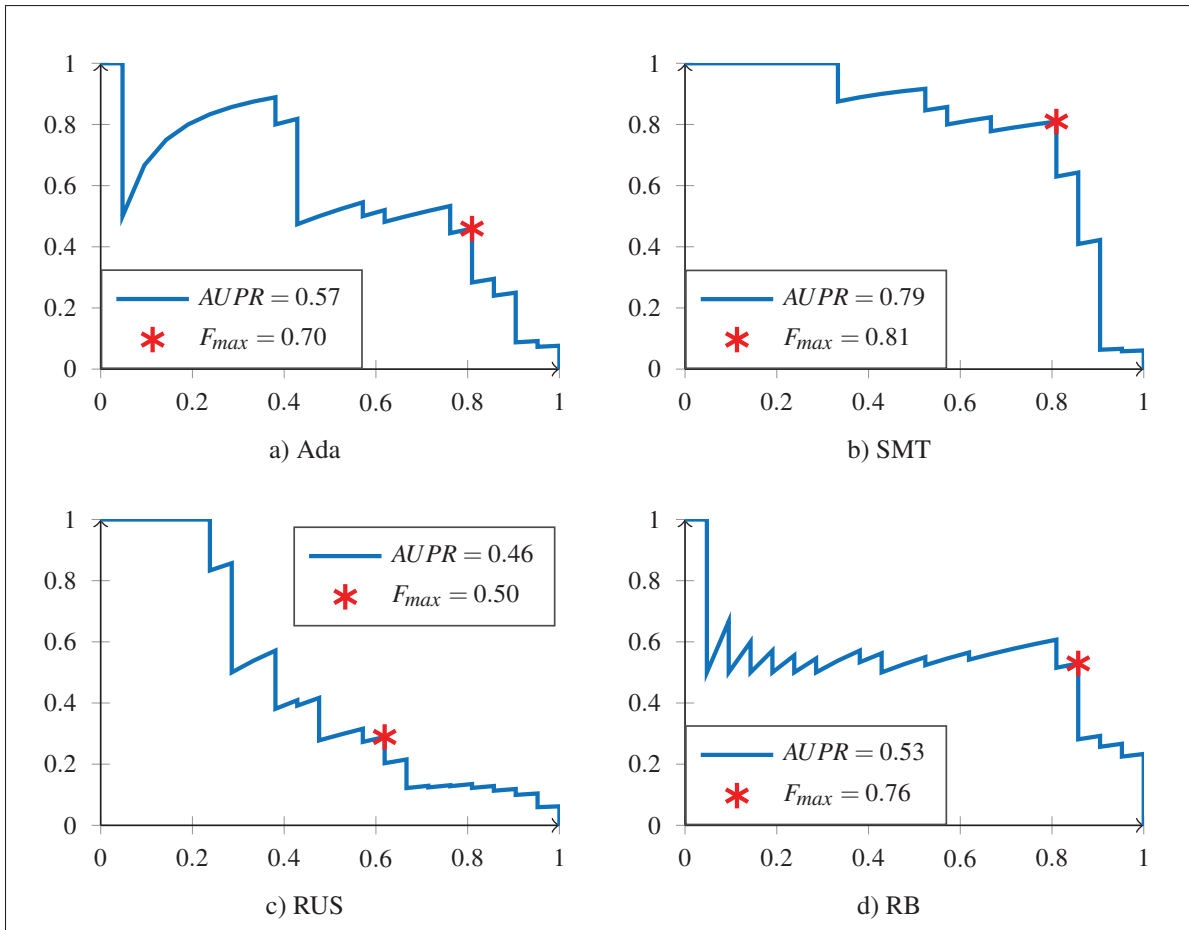 1
0.8
0.6
0.4
0.2
0
0 0.2 0.4 0.6 0.8 1
AUPR = 0.57
F_max = 0.70
a) Ada
1
0.8
0.6
0.4
0.2
0
0 0.2 0.4 0.6 0.8 1
AUPR = 0.79
F_max = 0.81
b) SMT
1
0.8
0.6
0.4
0.2
0
0 0.2 0.4 0.6 0.8 1
AUPR = 0.46
F_max = 0.50
c) RUS
1
0.8
0.6
0.4
0.2
0
0 0.2 0.4 0.6 0.8 1
AUPR = 0.53
F_max = 0.76
d) RB